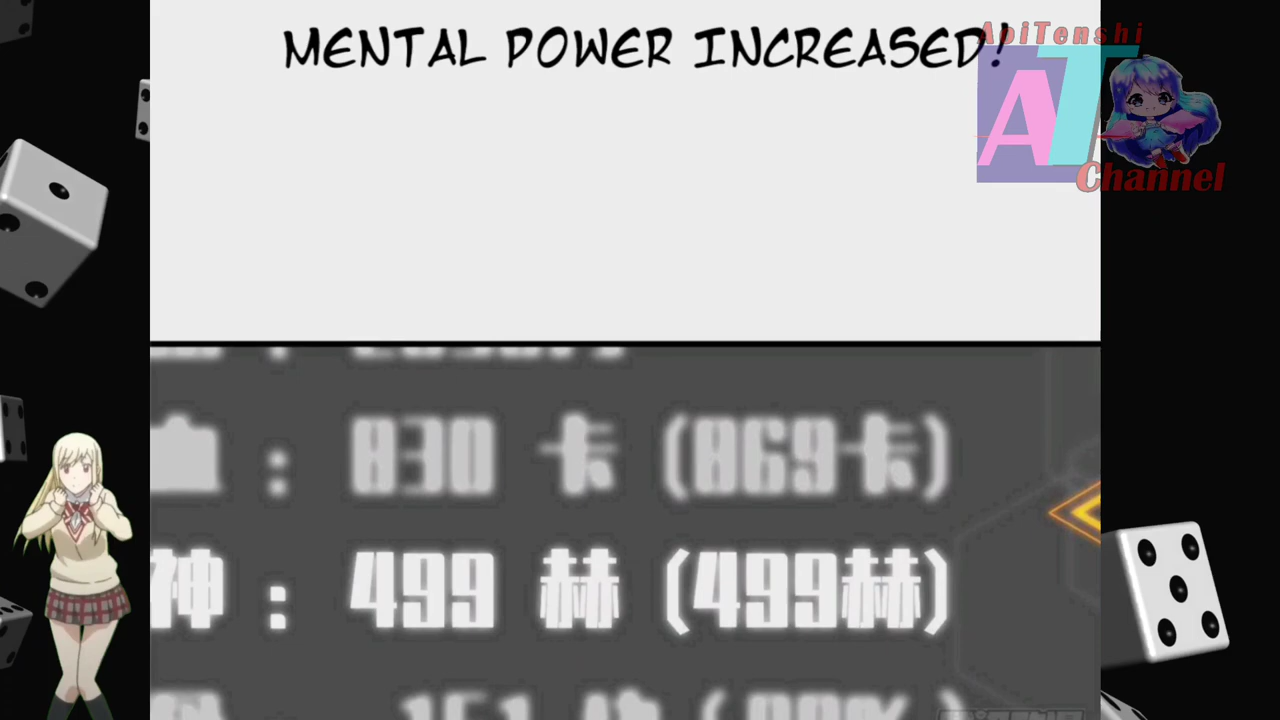 MENTAL POWER INCREASED!
ApiTenshi
AT
Channel
: 830 卡 (869卡)
神 : 499 赫 (499赫)